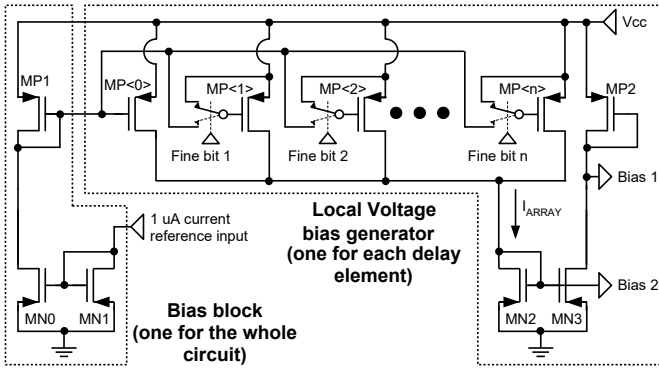 Vcc
MP1
MP<0>
MP<1>
MP<2>
MP<n>
MP2
Fine bit 1
Fine bit 2
Fine bit n
Bias 1
1 uA current
reference input
Local Voltage
bias generator
(one for each delay
element)
IARRAY
Bias 2
MN0
MN1
Bias block
(one for the whole
circuit)
MN2
MN3